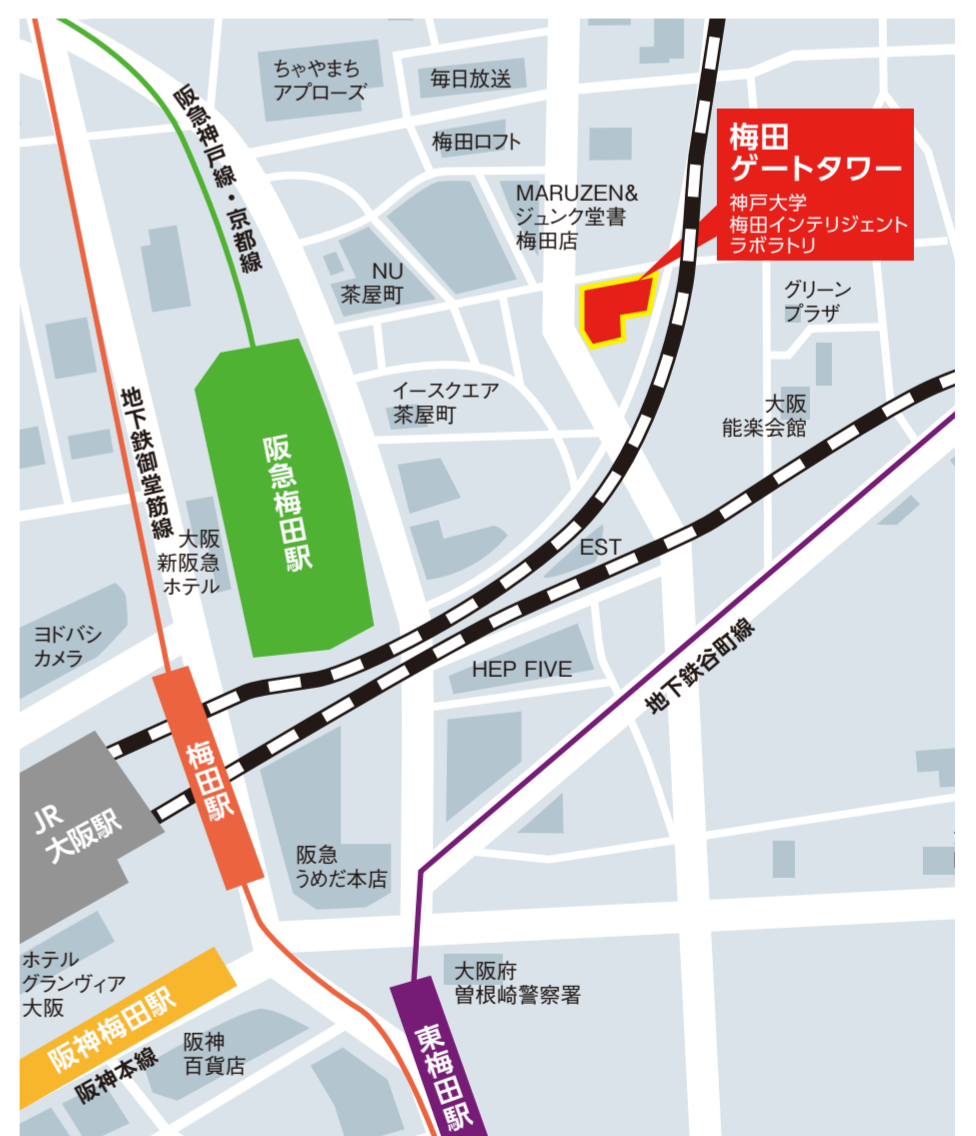 ちゃやまち
アプローズ
毎日放送
梅田ロフト
阪急神戸線・京都線
梅田
ゲートタワー
神戸大学
梅田インテリジェント
ラボラトリ
MARUZEN&
ジュンク堂書
梅田店
NU
茶屋町
グリーン
プラザ
イースクエア
茶屋町
大阪
能楽会館
地下鉄御堂筋線
阪急梅田駅
大阪
新阪急
ホテル
EST
ヨドバシ
カメラ
HEP FIVE
地下鉄谷町線
梅田駅
JR
大阪駅
阪急
うめだ本店
ホテル
グランヴィア
大阪
大阪府
曽根崎警察署
阪神梅田駅
阪神本線
阪神
百貨店
東梅田駅